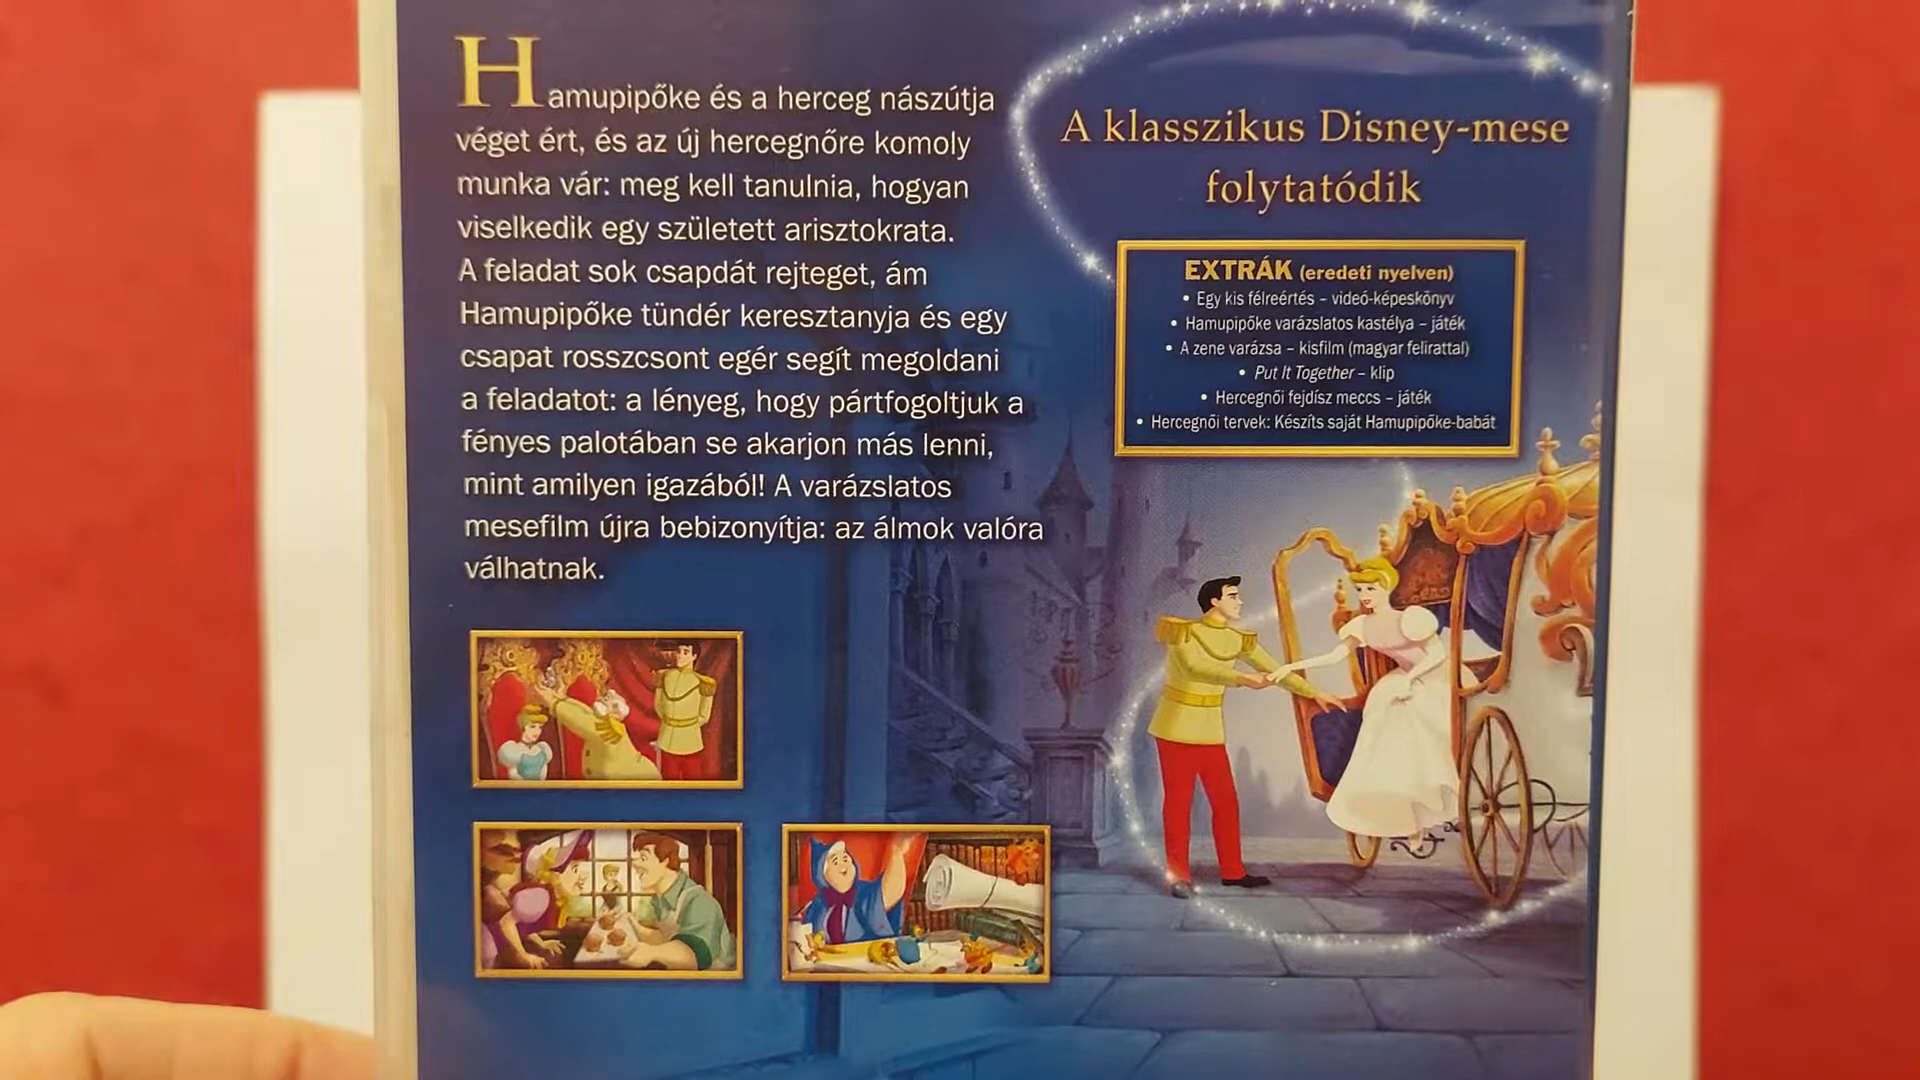 Hamupipőke és a herceg nászútja
véget ért, és az új hercegnőre komoly
munka vár: meg kell tanulnia, hogyan
viselkedik egy született arisztokrata.
A feladat sok csapdát rejteget, ám
Hamupipőke tündér keresztanyja és egy
csapat rosszcsont egér segít megoldani
a feladatot: a lényeg, hogy pártfogoltjuk a
fényes palotában se akarjon más lenni,
mint amilyen igazából! A varázslatos
mesefilm újra bebizonyítja: az álmok valóra
válhatnak.
A klasszikus Disney-mese
folytatódik
EXTRÁK (eredeti nyelven)
• Egy kis félreértés – videó-képeskönyv
• Hamupipőke varázslatos kastélya – játék
• A zene varázsa – kisfilm (magyar felirattal)
• Put It Together – klip
• Hercegnői fejdísz meccs – játék
• Hercegnői tervek: Készíts saját Hamupipőke-babát